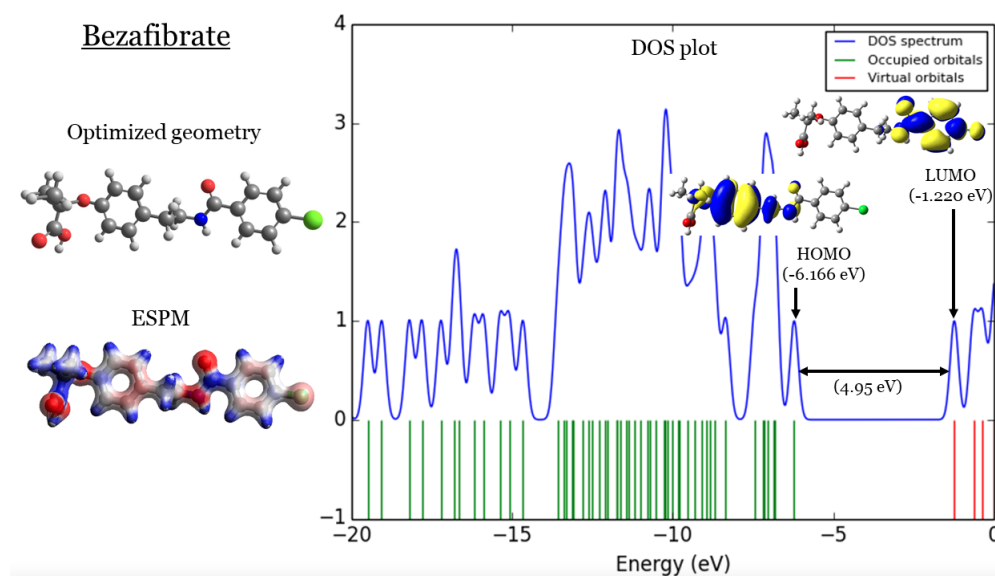 Bezafibrate
Optimized geometry
ESPM
DOS plot
DOS spectrum
Occupied orbitals
Virtual orbitals
LUMO
(-1.220 eV)
HOMO
(-6.166 eV)
(4.95 eV)
4
3
2
1
0
−1
−20
−15
−10
−5
0
Energy (eV)